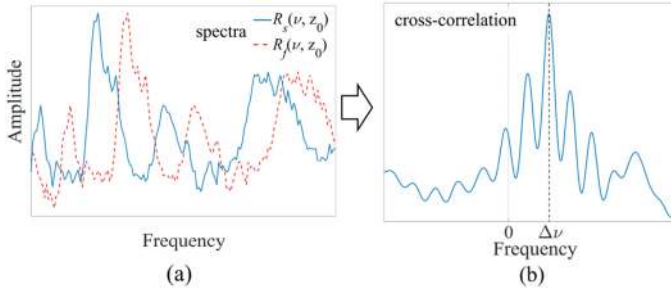 spectra
R_s(ν, z_0)
R_f(ν, z_0)
Amplitude
Frequency
(a)
cross-correlation
0
Δν
Frequency
(b)